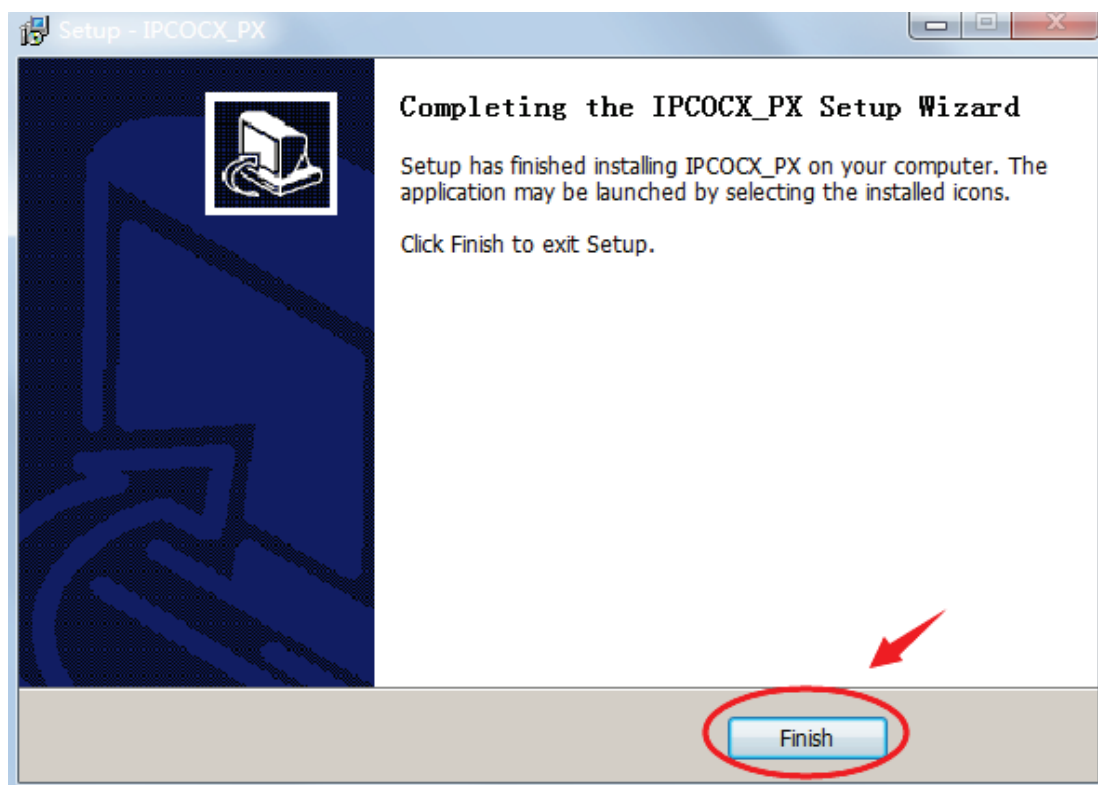 Setup - IPCOCX_PX
Completing the IPCOCX_PX Setup Wizard
Setup has finished installing IPCOCX_PX on your computer. The
application may be launched by selecting the installed icons.
Click Finish to exit Setup.
Finish